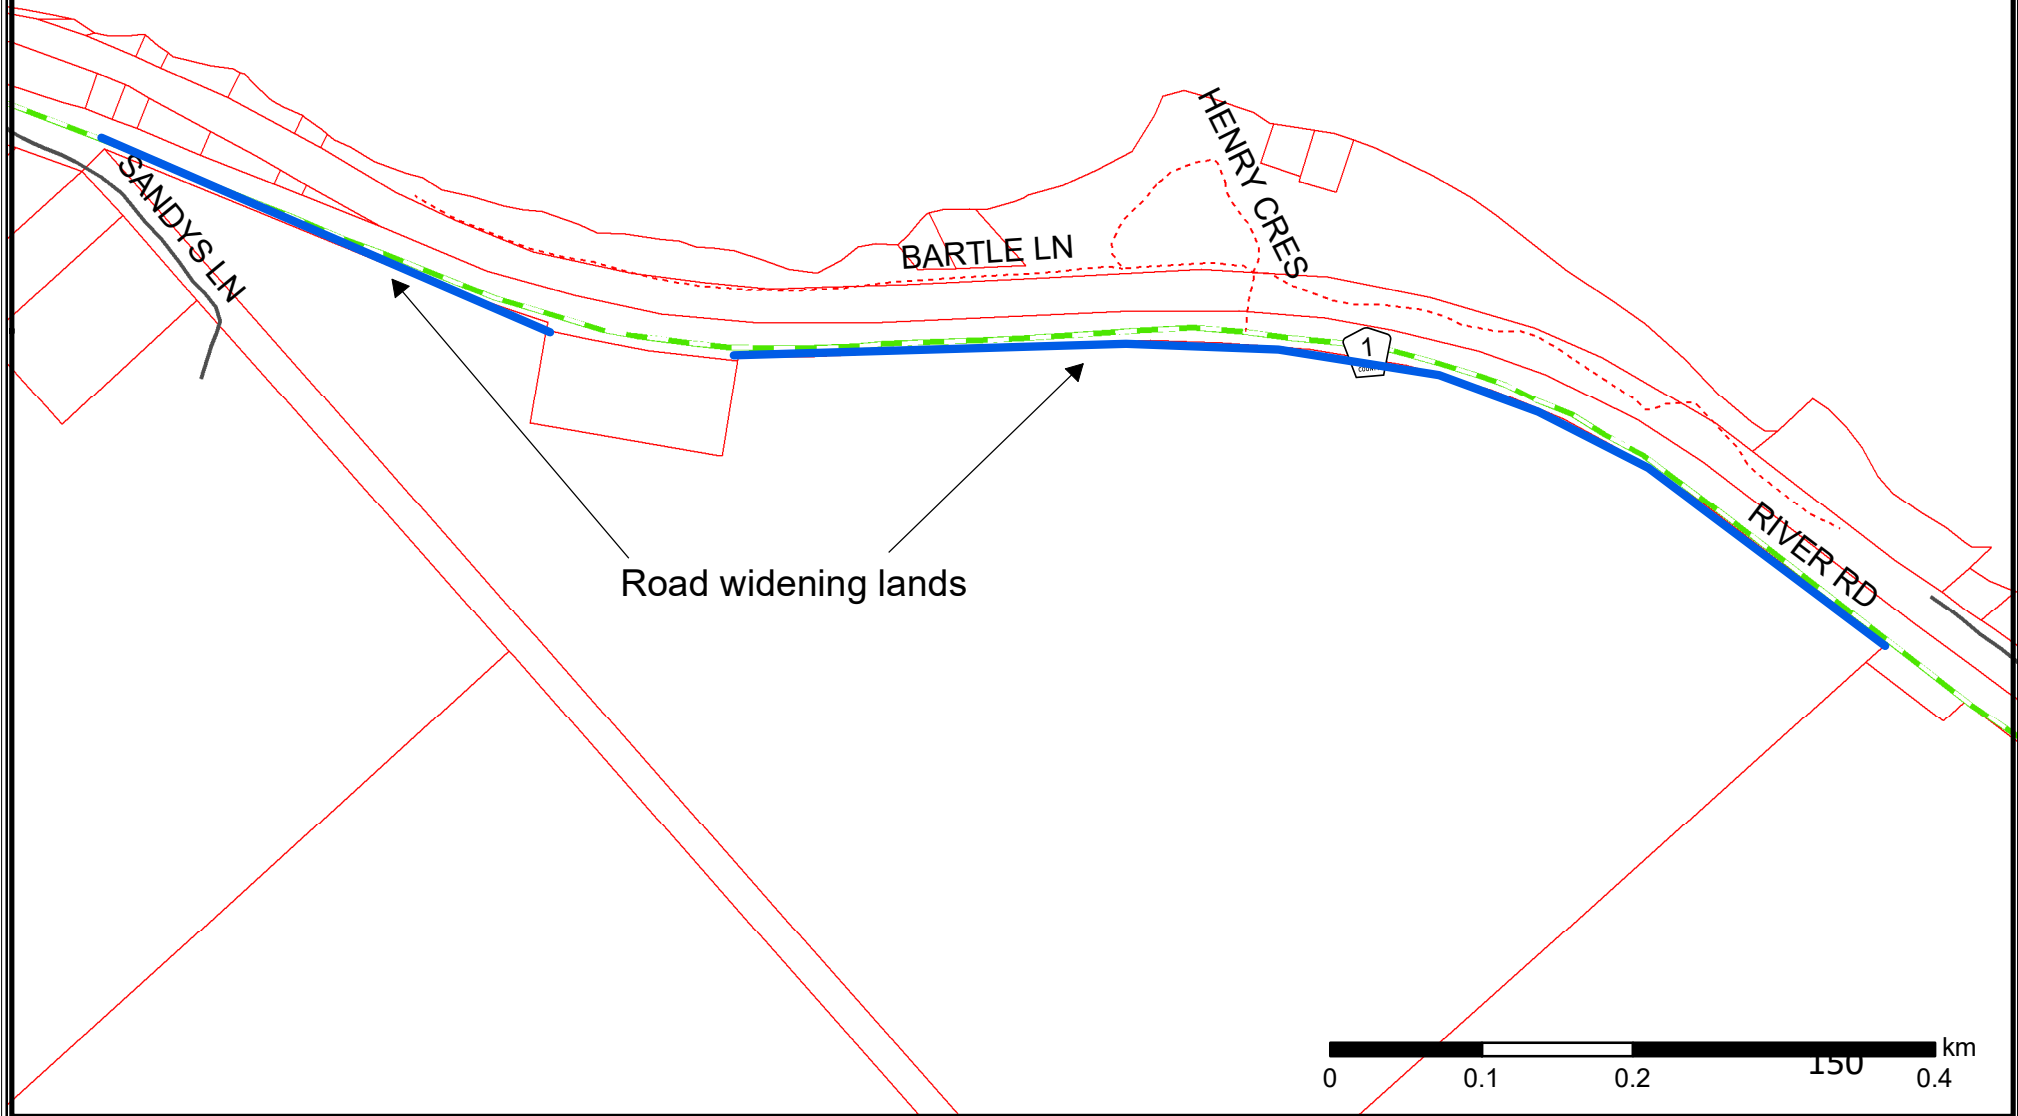 HENRY CRES
SANDYS LN
BARTLE LN
1
RIVER RD
Road widening lands
km
150
0
0.1
0.2
0.4